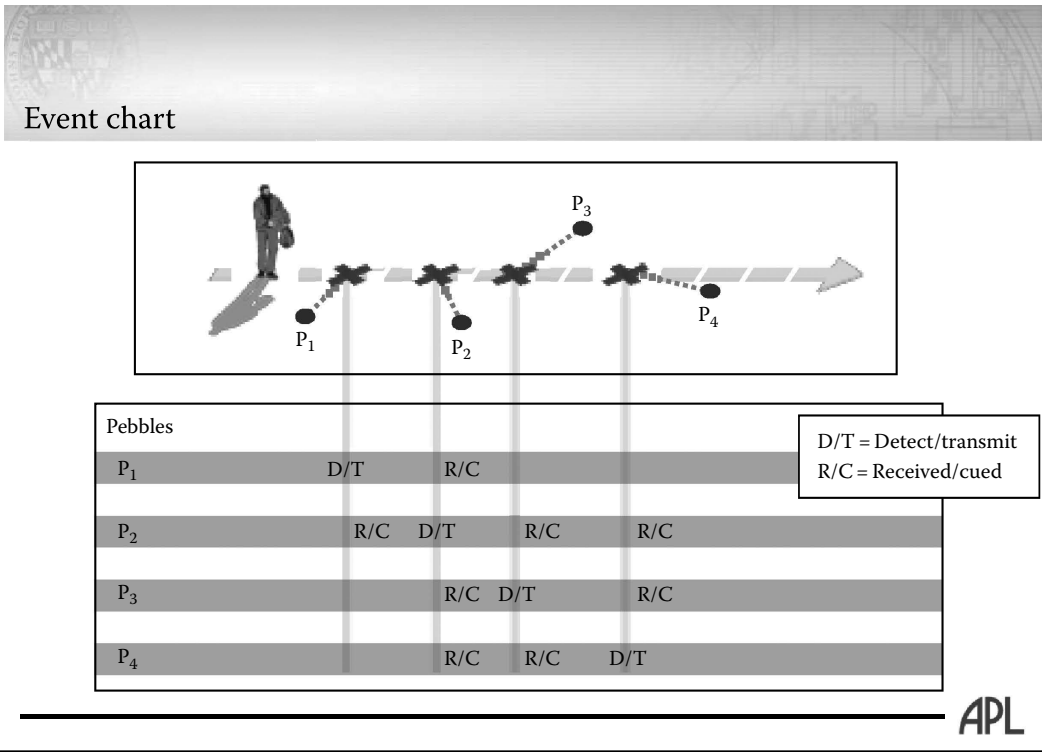 Event chart
P3
P1
P2
P4
Pebbles
D/T = Detect/transmit
R/C = Received/cued
P1 D/T R/C
P2 R/C D/T R/C R/C
P3 R/C D/T R/C
P4 R/C R/C D/T
APL